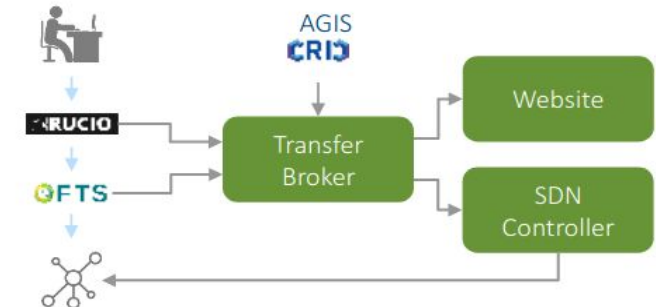 AGIS
CRIC
RUCIO
FTS
Transfer
Broker
Website
SDN
Controller